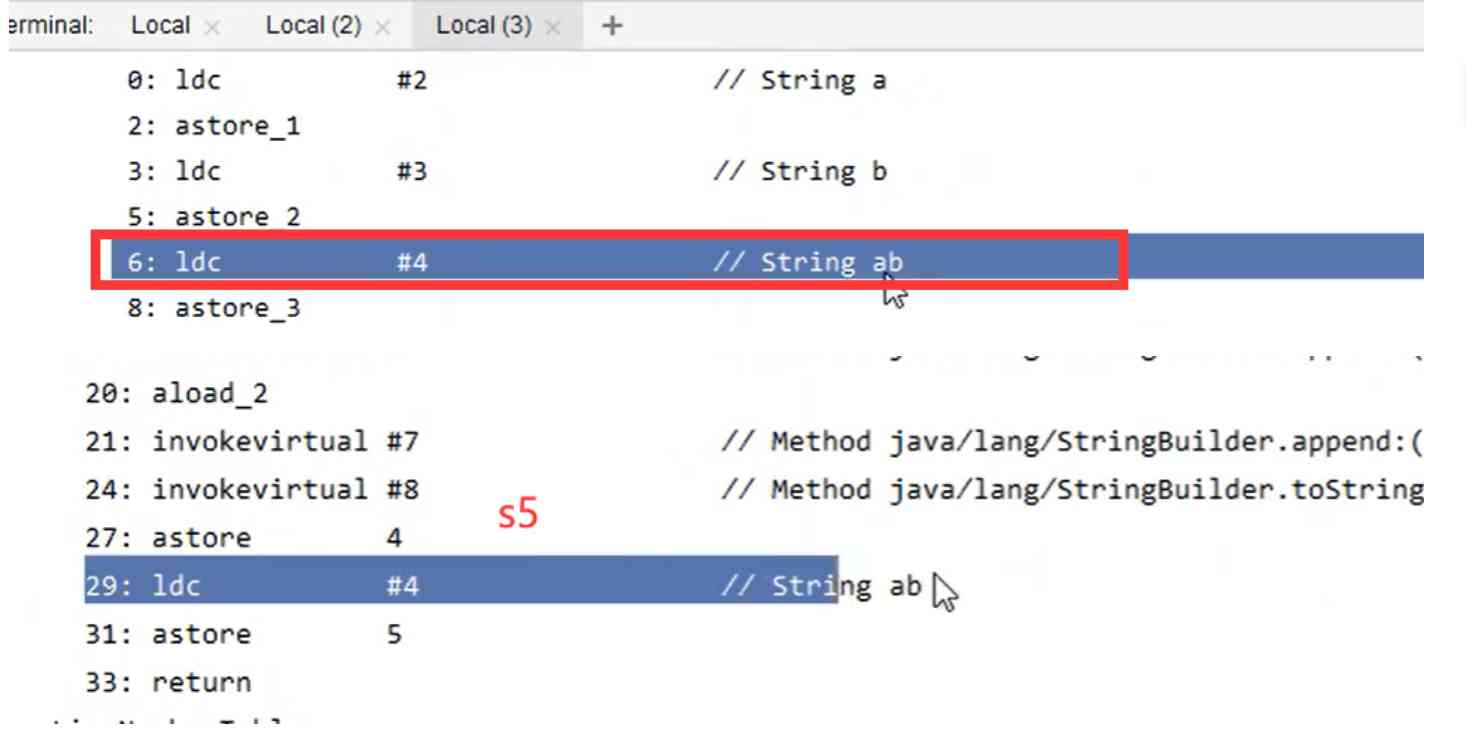 erminal: Local × Local (2) × Local (3) × +
0: ldc #2 // String a
2: astore_1
3: ldc #3 // String b
5: astore_2
6: ldc #4 // String ab
8: astore_3
20: aload_2
21: invokevirtual #7 // Method java/lang/StringBuilder.append:(
24: invokevirtual #8 // Method java/lang/StringBuilder.toString
s5
27: astore 4
29: ldc #4 // String ab
31: astore 5
33: return